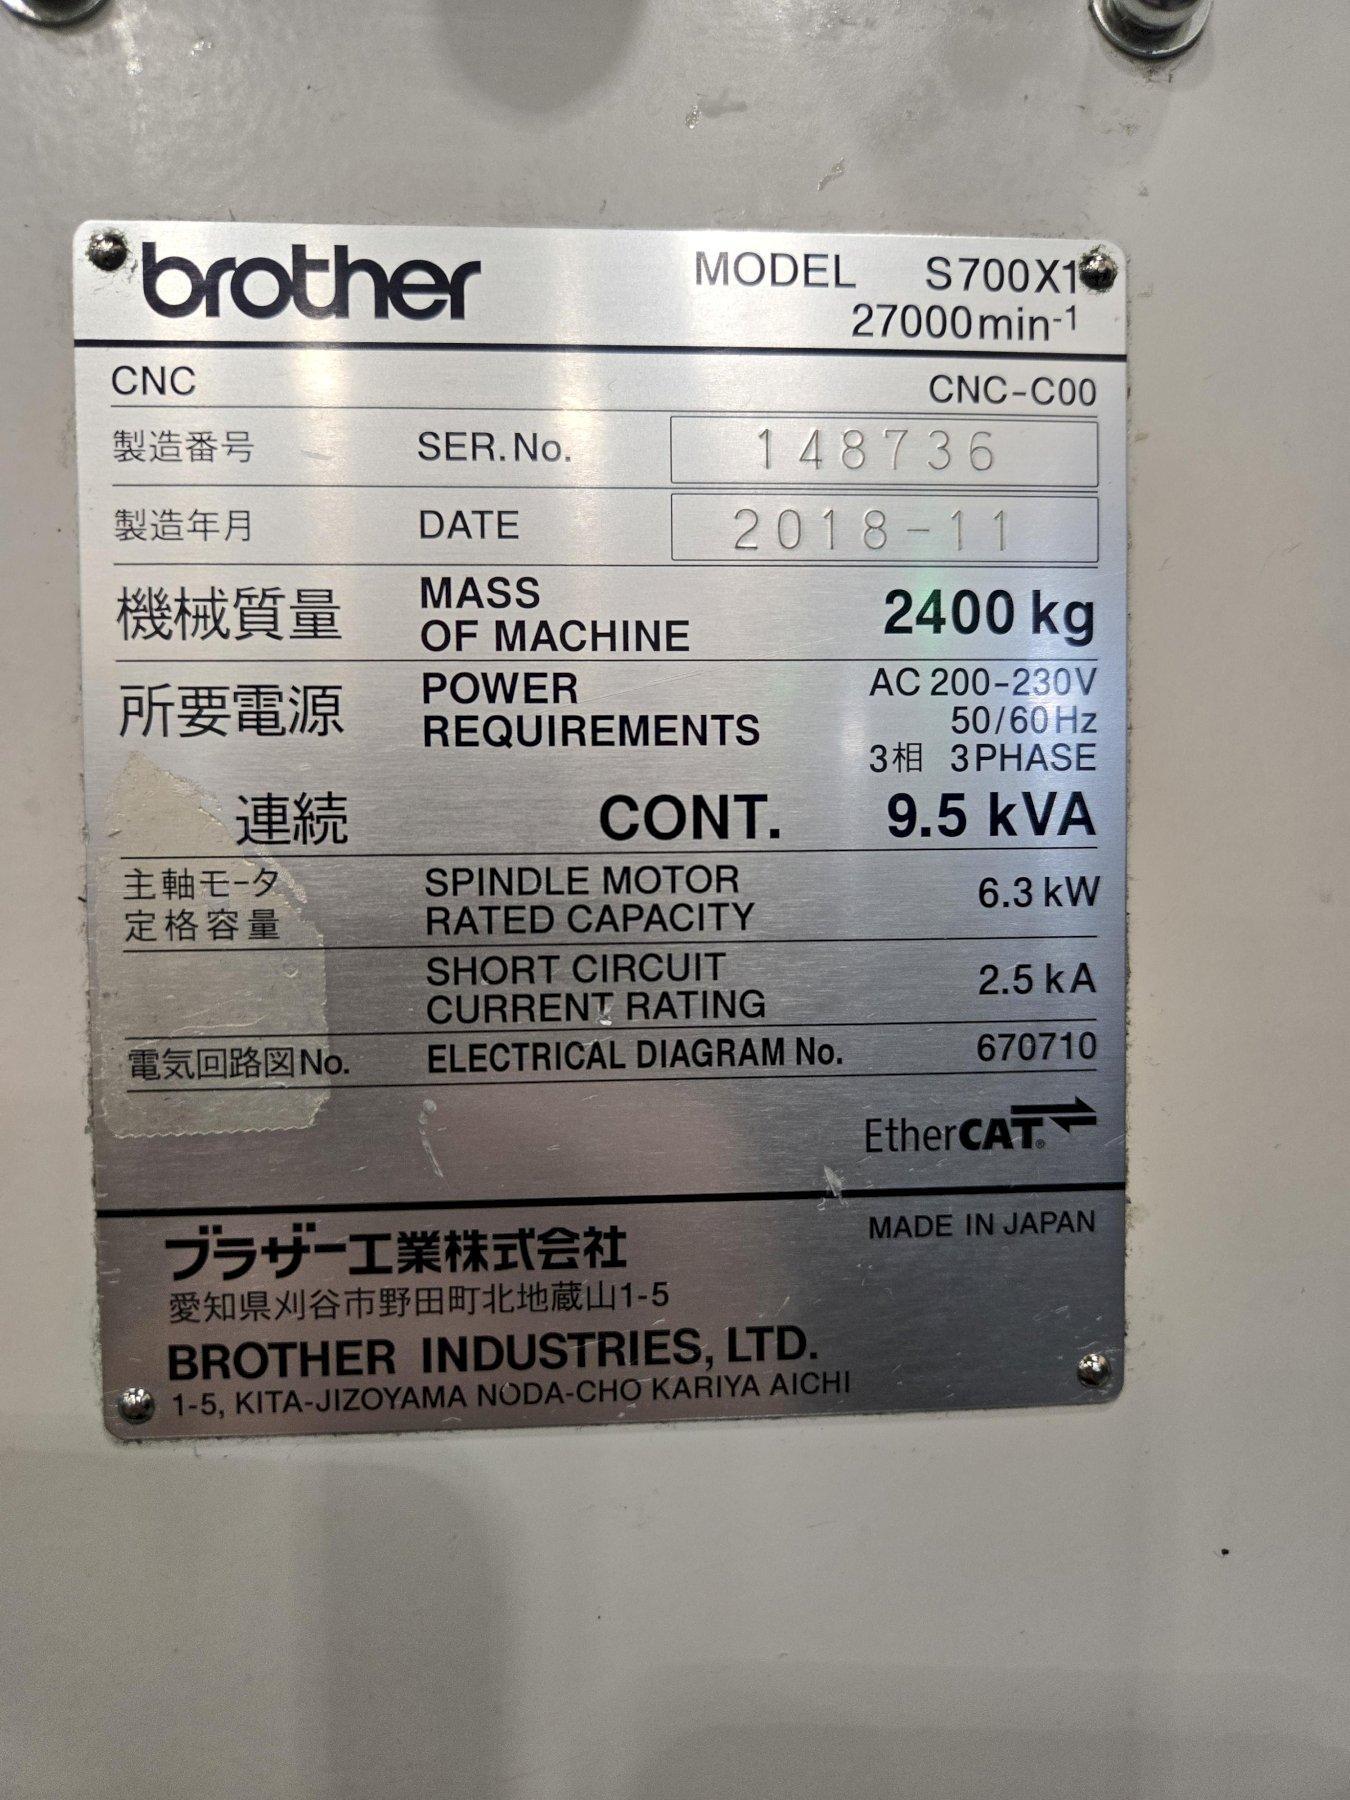 brother MODEL S700X1
27000min-1
CNC CNC-C00
製造番号 SER.No. 148736
製造年月 DATE 2018-11
機械質量 MASS OF MACHINE 2400 kg
所要電源 POWER REQUIREMENTS AC 200-230V
50/60Hz
3相 3PHASE
連続 CONT. 9.5 kVA
主軸モータ 定格容量 SPINDLE MOTOR RATED CAPACITY 6.3 kW
SHORT CIRCUIT CURRENT RATING 2.5 kA
電気回路図No. ELECTRICAL DIAGRAM No. 670710
EtherCAT®
MADE IN JAPAN
ブラザー工業株式会社
愛知県刈谷市野田町北地蔵山1-5
BROTHER INDUSTRIES, LTD.
1-5, KITA-JIZOYAMA NODA-CHO KARIYA AICHI